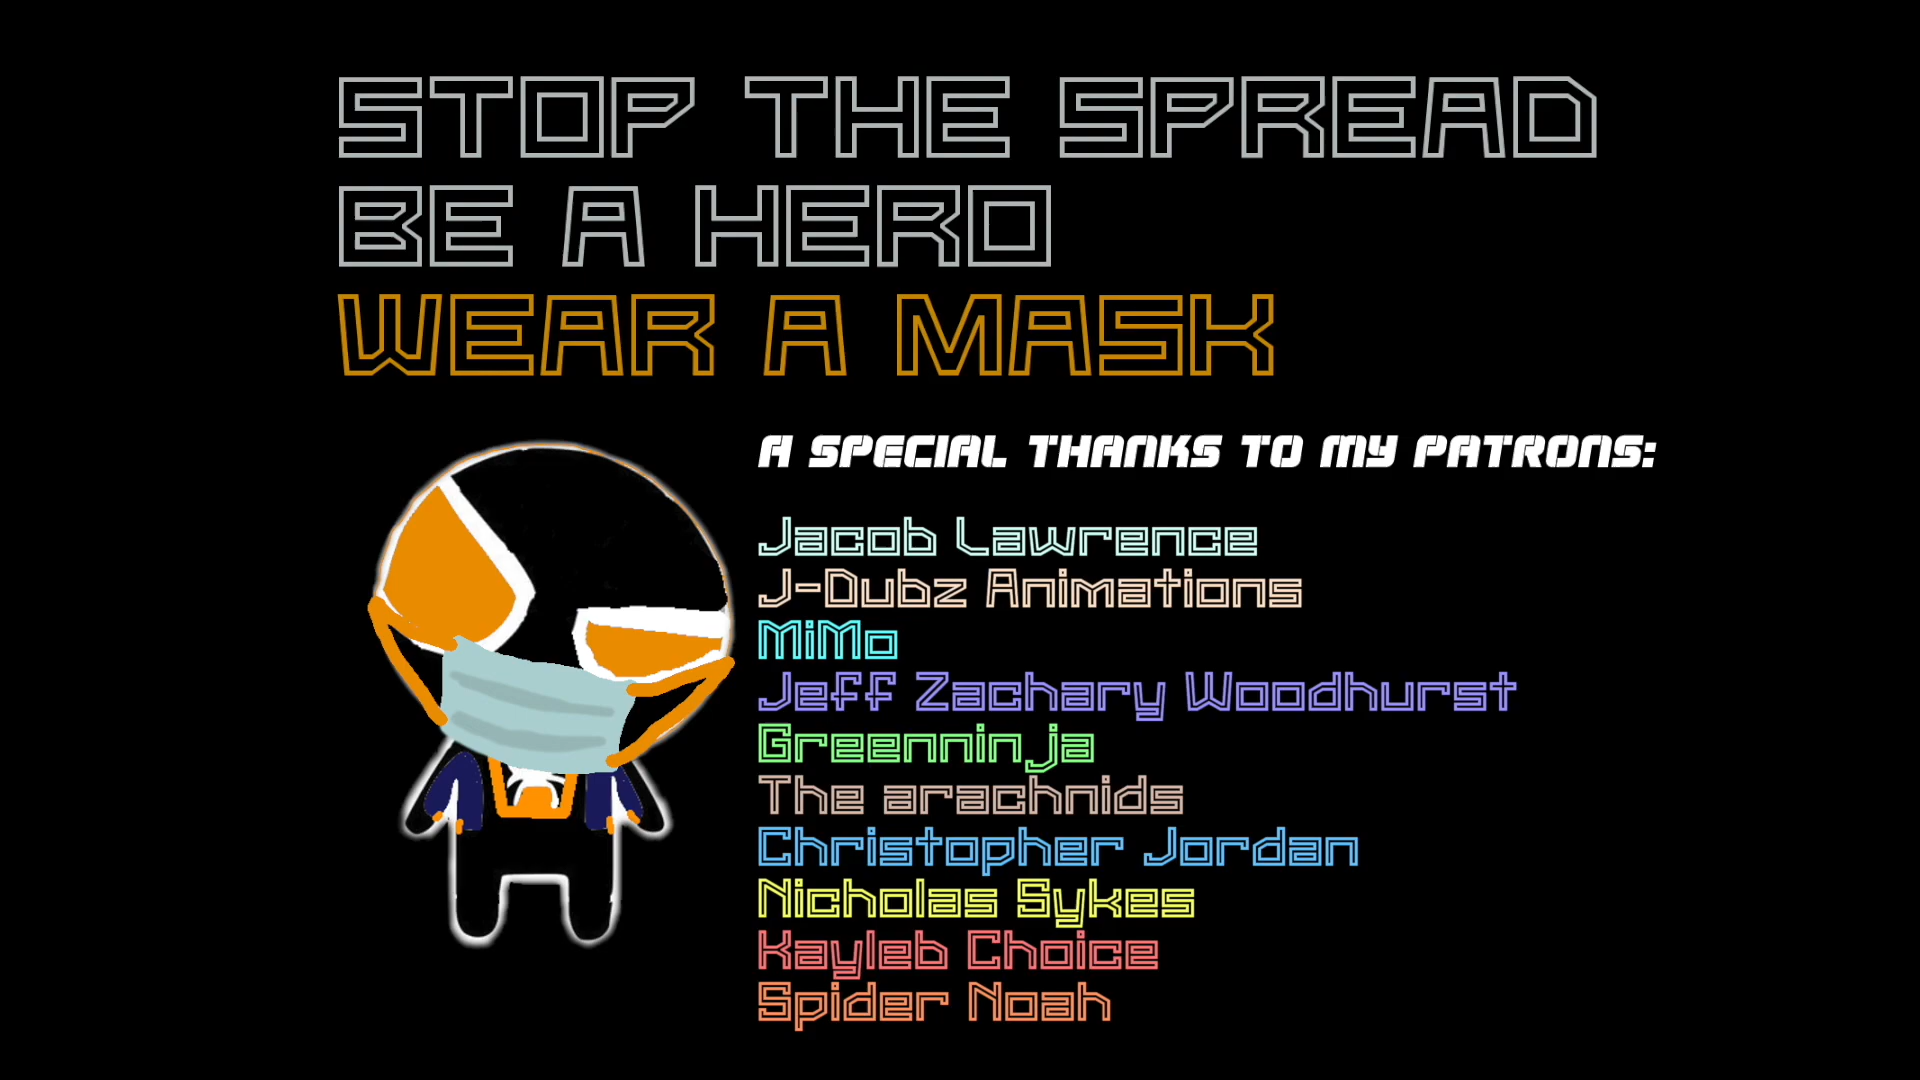 STOP THE SPREAD
BE A HERO
WEAR A MASK
A SPECIAL THANKS TO MY PATRONS:
Jacob Lawrence
J-Dubz Animations
MiMo
Jeff Zachary Woodhurst
Greenninja
The arachnids
Christopher Jordan
Nicholas Sykes
Kayleb Choice
Spider Noah